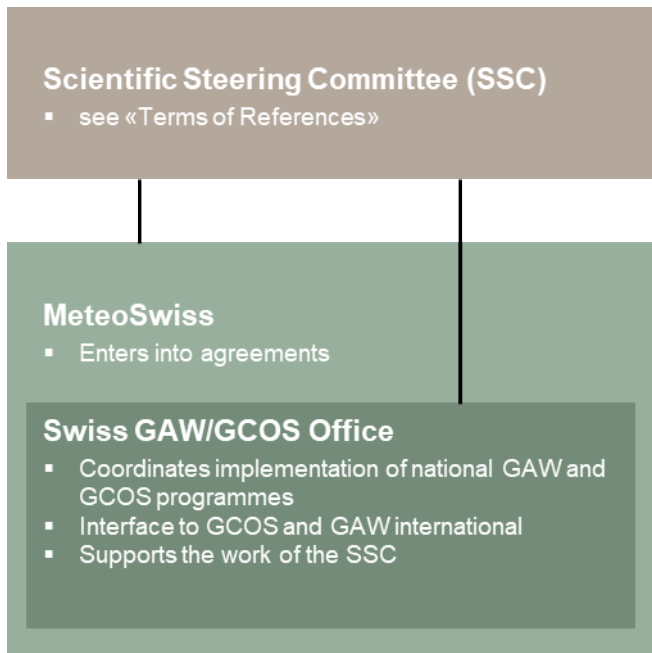 Scientific Steering Committee (SSC)
▪ see «Terms of References»
MeteoSwiss
▪ Enters into agreements
Swiss GAW/GCOS Office
▪ Coordinates implementation of national GAW and
GCOS programmes
▪ Interface to GCOS and GAW international
▪ Supports the work of the SSC